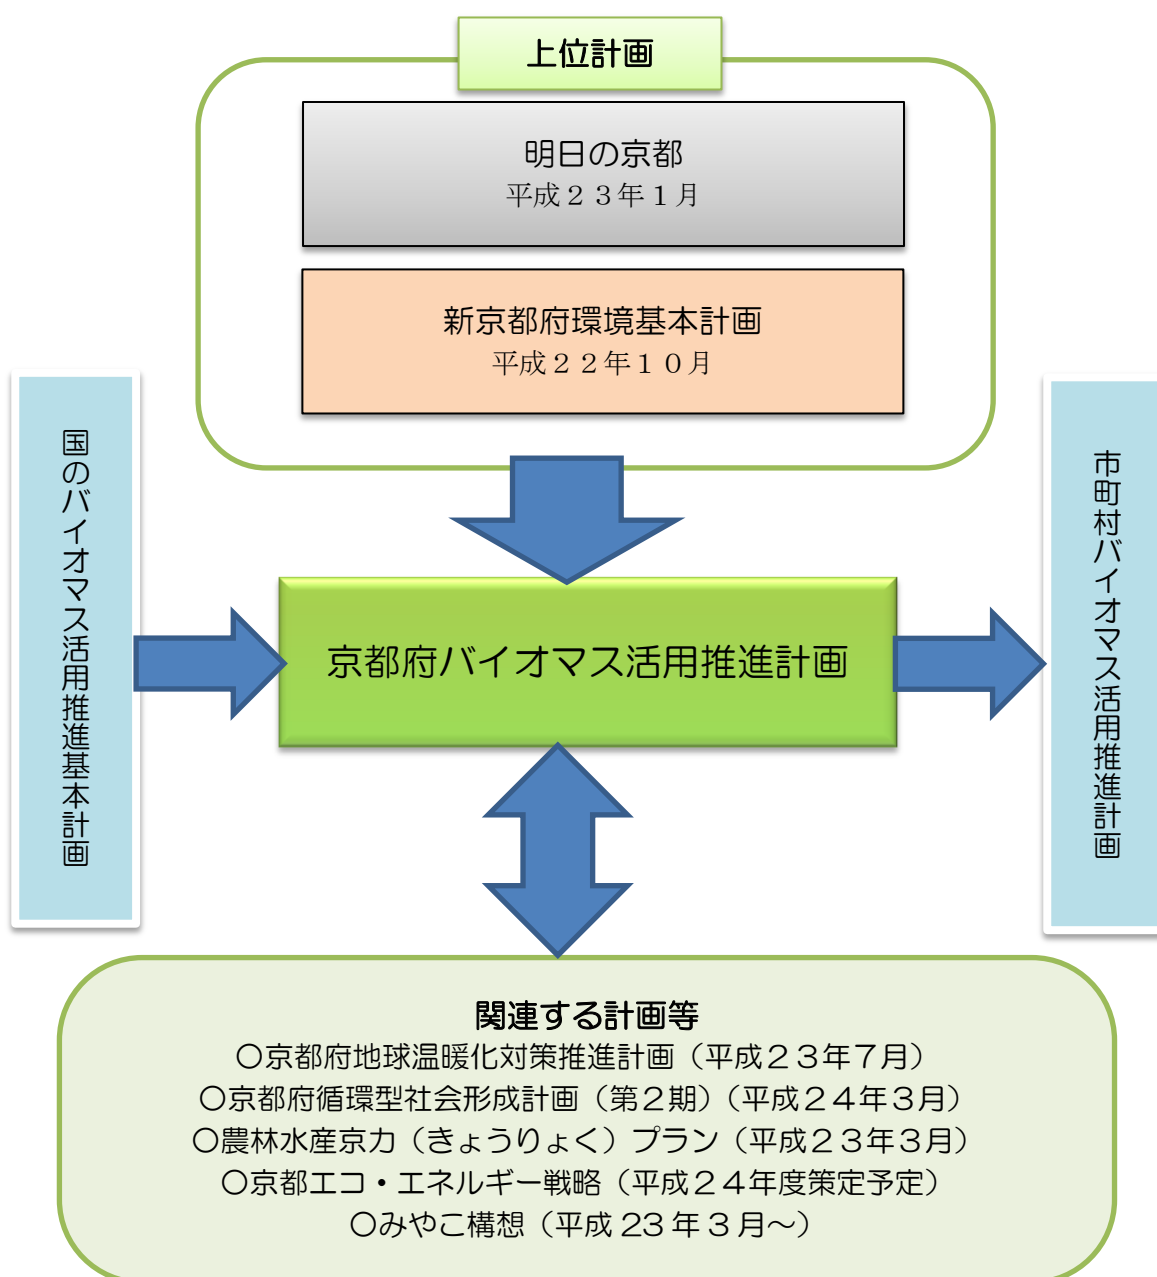 上位計画
明日の京都
平成２３年１月
新京都府環境基本計画
平成２２年１０月
国のバイオマス活用推進基本計画
京都府バイオマス活用推進計画
市町村バイオマス活用推進計画
関連する計画等
〇京都府地球温暖化対策推進計画（平成２３年７月）
〇京都府循環型社会形成計画（第２期）（平成２４年３月）
〇農林水産京力（きょうりょく）プラン（平成２３年３月）
〇京都エコ・エネルギー戦略（平成２４年度策定予定）
〇みやこ構想（平成 23 年３月～）